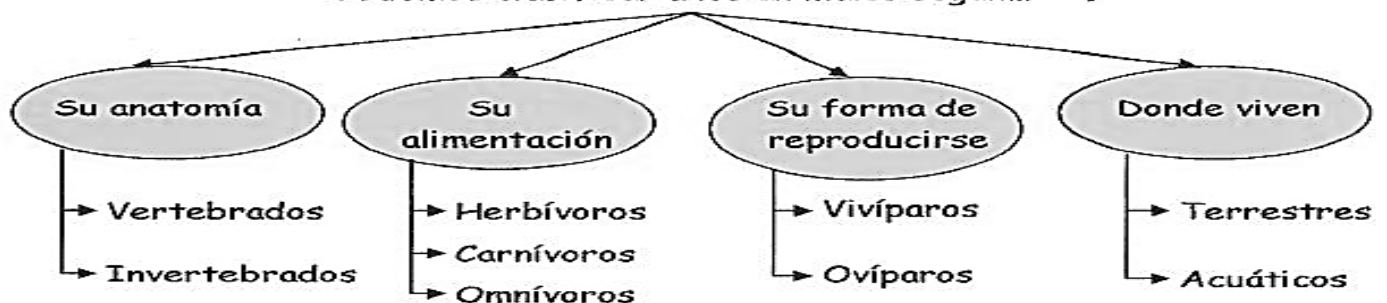 Su anatomía
Vertebrados
Invertebrados
Su
alimentación
Herbívoros
Carnívoros
Omnívoros
Su forma de
reproducirse
Vivíparos
Ovíparos
Donde viven
Terrestres
Acuáticos